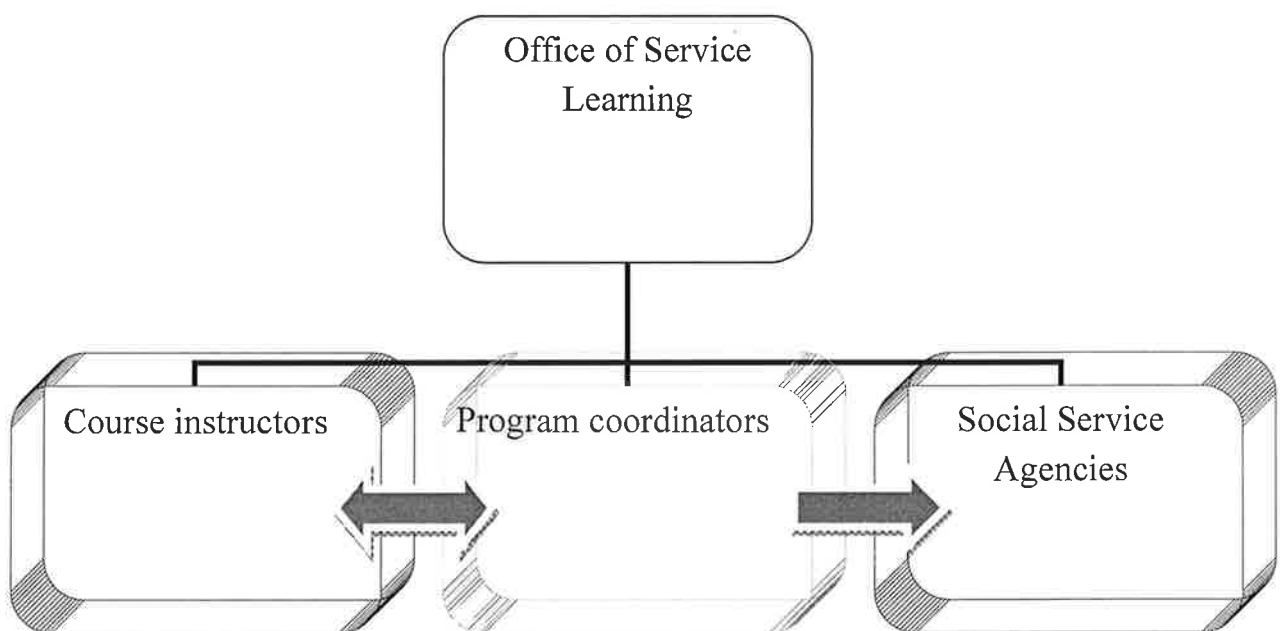 Office of Service
Learning
Course instructors
Program coordinators
Social Service
Agencies